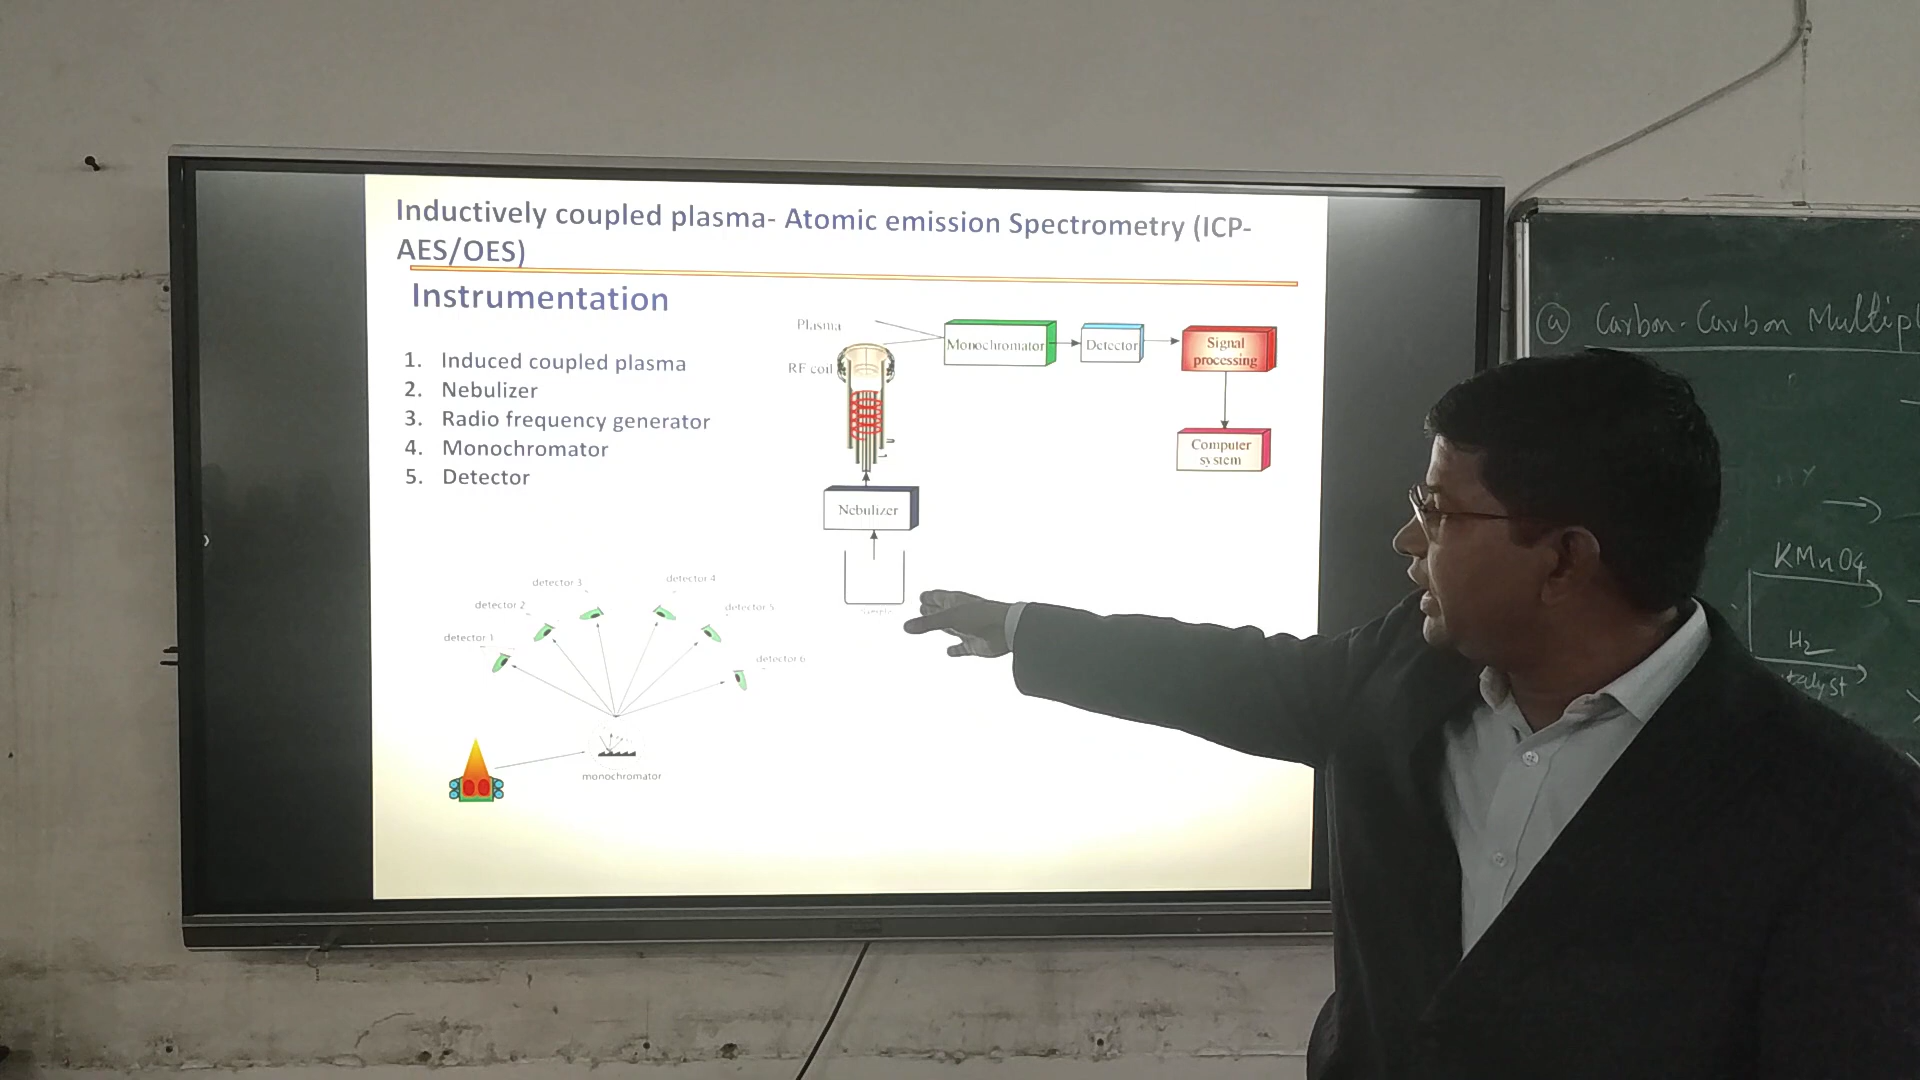 Inductively coupled plasma- Atomic emission Spectrometry (ICP-
AES/OES)
Instrumentation
1. Induced coupled plasma
2. Nebulizer
3. Radio frequency generator
4. Monochromator
5. Detector
Plasma
RF coil
Monochromator
Detector
Signal
processing
Computer
system
Nebulizer
Sample
detector 1
detector 2
detector 3
detector 4
detector 5
detector 6
monochromator
(a) Carbon-Carbon
KMnO4
H2